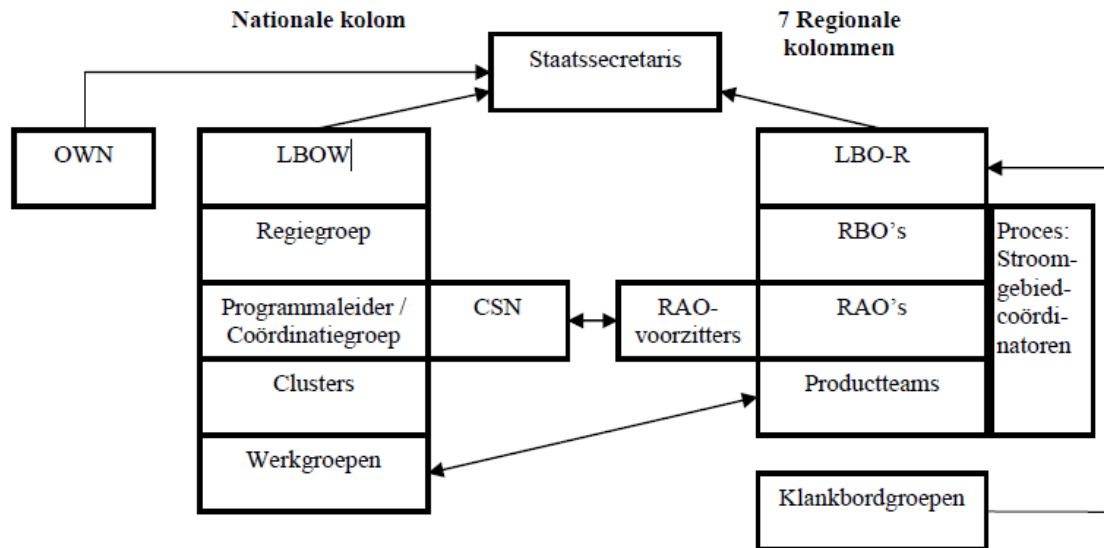 Nationale kolom
7 Regionale
kolommen
Staatssecretaris
OWN
LBOW
LBO-R
Regiegroep
RBO’s
Proces:
Stroom-
gebied-
coördi-
natoren
Programmaleider /
Coördinatiegroep
CSN
RAO-
voorzitters
RAO’s
Clusters
Productteams
Werkgroepen
Klankbordgroepen